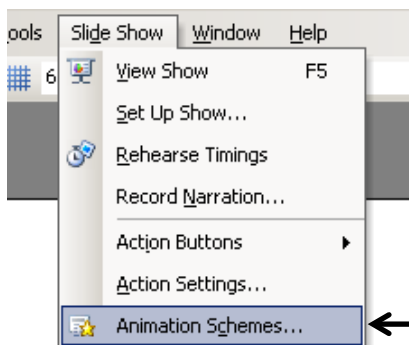 ools Slide Show Window Help
6
View Show F5
Set Up Show...
Rehearse Timings
Record Narration...
Action Buttons
Action Settings...
Animation Schemes...